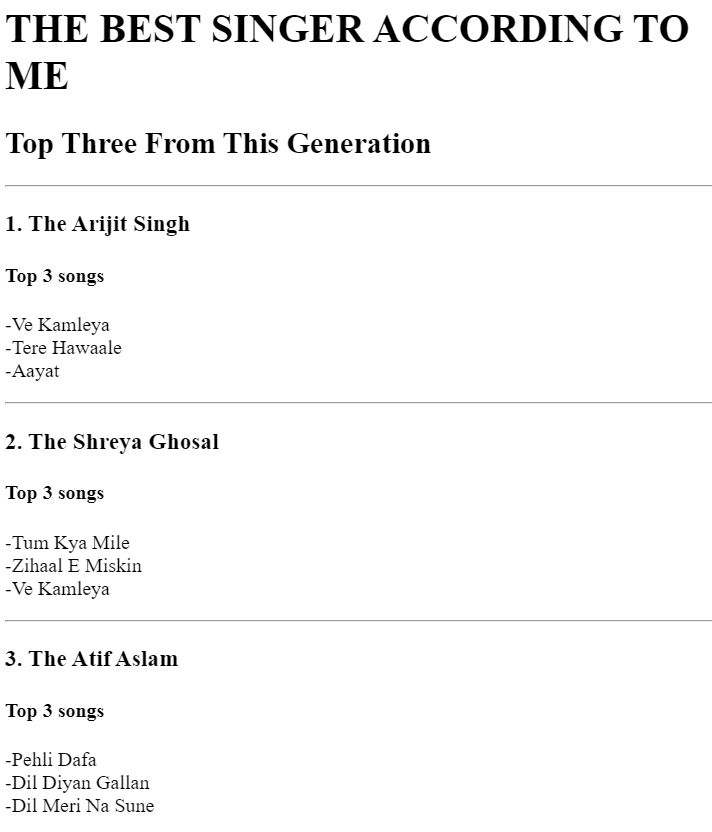 THE BEST SINGER ACCORDING TO
ME
Top Three From This Generation
1. The Arijit Singh
Top 3 songs
-Ve Kamleya
-Tere Hawaale
-Aayat
2. The Shreya Ghosal
Top 3 songs
-Tum Kya Mile
-Zihaal E Miskin
-Ve Kamleya
3. The Atif Aslam
Top 3 songs
-Pehli Dafa
-Dil Diyan Gallan
-Dil Meri Na Sune